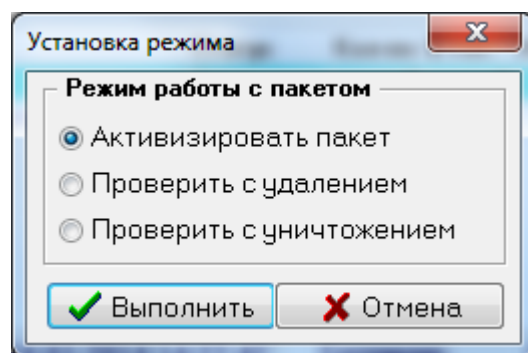 Установка режима
Режим работы с пакетом
Активизировать пакет
Проверить с удалением
Проверить с уничтожением
Выполнить
Отмена